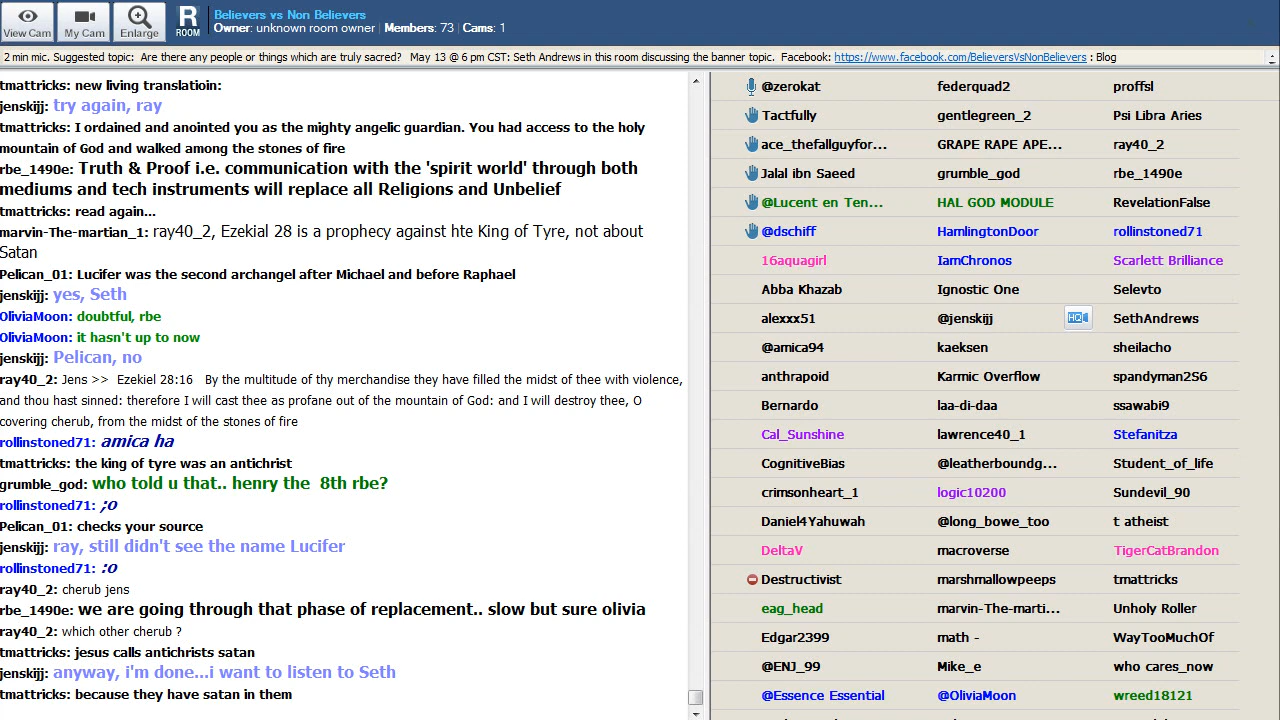 Believers vs Non Believers
Owner: unknown room owner | Members: 73 | Cams: 1
View Cam
My Cam
Enlarge
R
ROOM
2 min mic. Suggested topic:  Are there any people or things which are truly sacred?   May 13 @ 6 pm CST: Seth Andrews in this room discussing the banner topic.  Facebook: https://www.facebook.com/BelieversVsNonBelievers : Blog
tmattricks: new living translatioin:
jenskijj: try again, ray
tmattricks: I ordained and anointed you as the mighty angelic guardian. You had access to the holy
mountain of God and walked among the stones of fire
rbe_1490e: Truth & Proof i.e. communication with the 'spirit world' through both
mediums and tech instruments will replace all Religions and Unbelief
tmattricks: read again...
marvin-The-martian_1: ray40_2, Ezekial 28 is a prophecy against hte King of Tyre, not about
Satan
Pelican_01: Lucifer was the second archangel after Michael and before Raphael
jenskijj: yes, Seth
OliviaMoon: doubtful, rbe
OliviaMoon: it hasn't up to now
jenskijj: Pelican, no
ray40_2: Jens >>  Ezekiel 28:16   By the multitude of thy merchandise they have filled the midst of thee with violence,
and thou hast sinned: therefore I will cast thee as profane out of the mountain of God: and I will destroy thee, O
covering cherub, from the midst of the stones of fire
rollinstoned71: amica ha
tmattricks: the king of tyre was an antichrist
grumble_god: who told u that.. henry the  8th rbe?
rollinstoned71: ;o
Pelican_01: checks your source
jenskijj: ray, still didn't see the name Lucifer
rollinstoned71: :o
ray40_2: cherub jens
rbe_1490e: we are going through that phase of replacement.. slow but sure olivia
ray40_2: which other cherub ?
tmattricks: jesus calls antichrists satan
jenskijj: anyway, i'm done...i want to listen to Seth
tmattricks: because they have satan in them
@zerokat
Tactfully
ace_thefallguyfor...
Jalal ibn Saeed
@Lucent en Ten...
@dschiff
16aquagirl
Abba Khazab
alexxx51
@amica94
anthrapoid
Bernardo
Cal_Sunshine
CognitiveBias
crimsonheart_1
Daniel4Yahuwah
DeltaV
Destructivist
eag_head
Edgar2399
@ENJ_99
@Essence Essential
federquad2
gentlegreen_2
GRAPE RAPE APE...
grumble_god
HAL GOD MODULE
HamlingtonDoor
IamChronos
Ignostic One
@jenskijj
HQ
kaeksen
Karmic Overflow
laa-di-daa
lawrence40_1
@leatherboundg...
logic10200
@long_bowe_too
macroverse
marshmallowpeeps
marvin-The-marti...
math -
Mike_e
@OliviaMoon
proffsl
Psi Libra Aries
ray40_2
rbe_1490e
RevelationFalse
rollinstoned71
Scarlett Brilliance
Selevto
SethAndrews
sheilacho
spandyman2S6
ssawabi9
Stefanitza
Student_of_life
Sundevil_90
t atheist
TigerCatBrandon
tmattricks
Unholy Roller
WayTooMuchOf
who cares_now
wreed18121